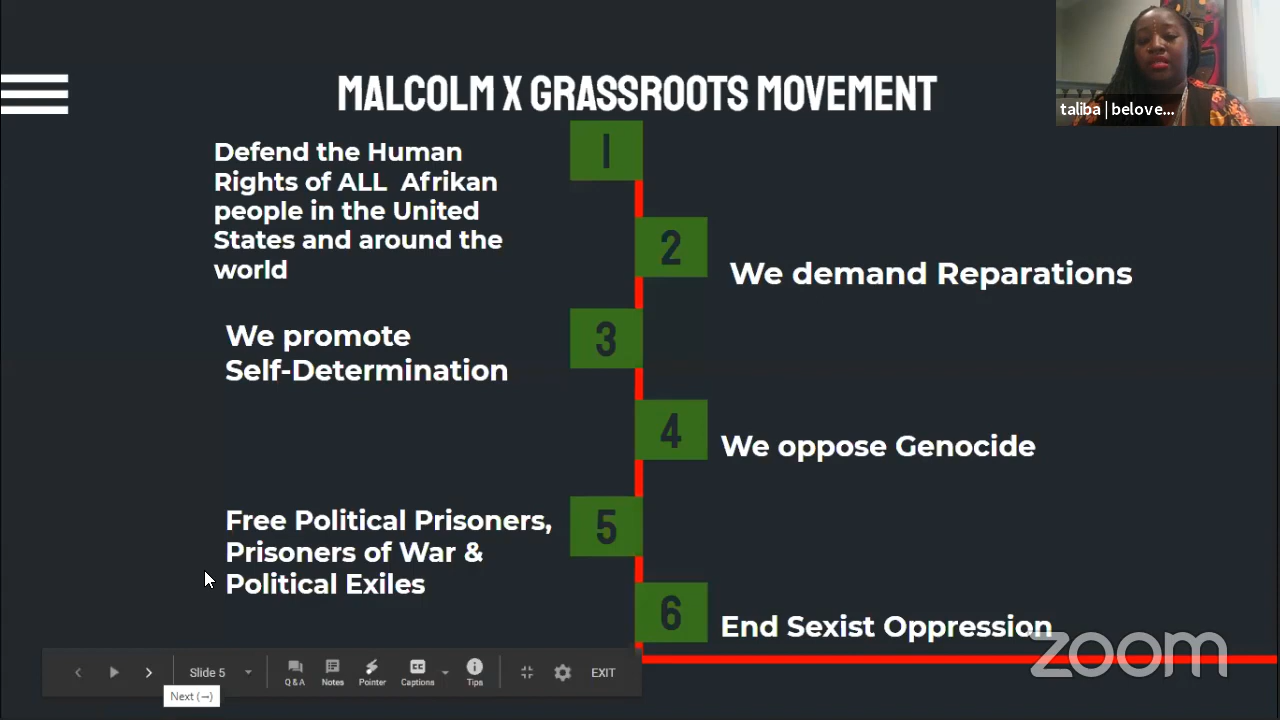 MALCOLM X GRASSROOTS MOVEMENT
taliba | belove...
1
Defend the Human
Rights of ALL Afrikan
people in the United
States and around the
world
2
We demand Reparations
3
We promote
Self-Determination
4
We oppose Genocide
5
Free Political Prisoners,
Prisoners of War &
Political Exiles
6
End Sexist Oppression
zoom
Slide 5
Q&A
Notes
Pointer
CC
Captions
Tips
EXIT
Next (→)